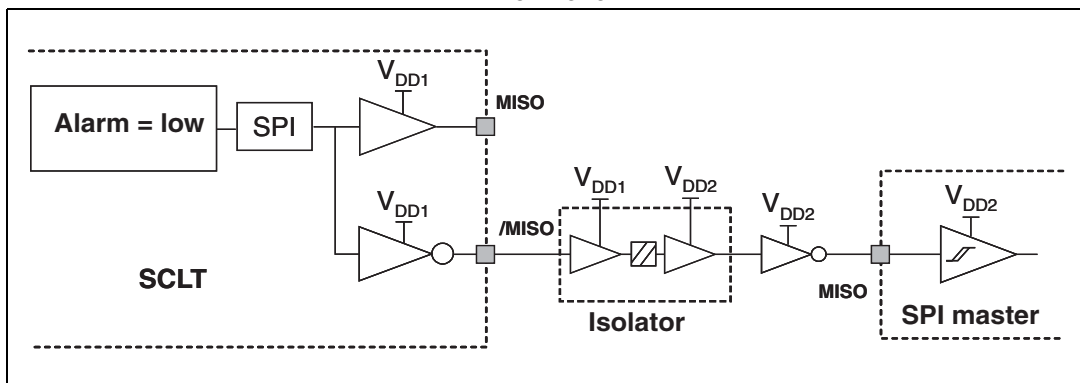 V_DD1
MISO
Alarm = low
SPI
V_DD1
V_DD2
V_DD1
V_DD2
V_DD2
/MISO
SCLT
MISO
Isolator
SPI master